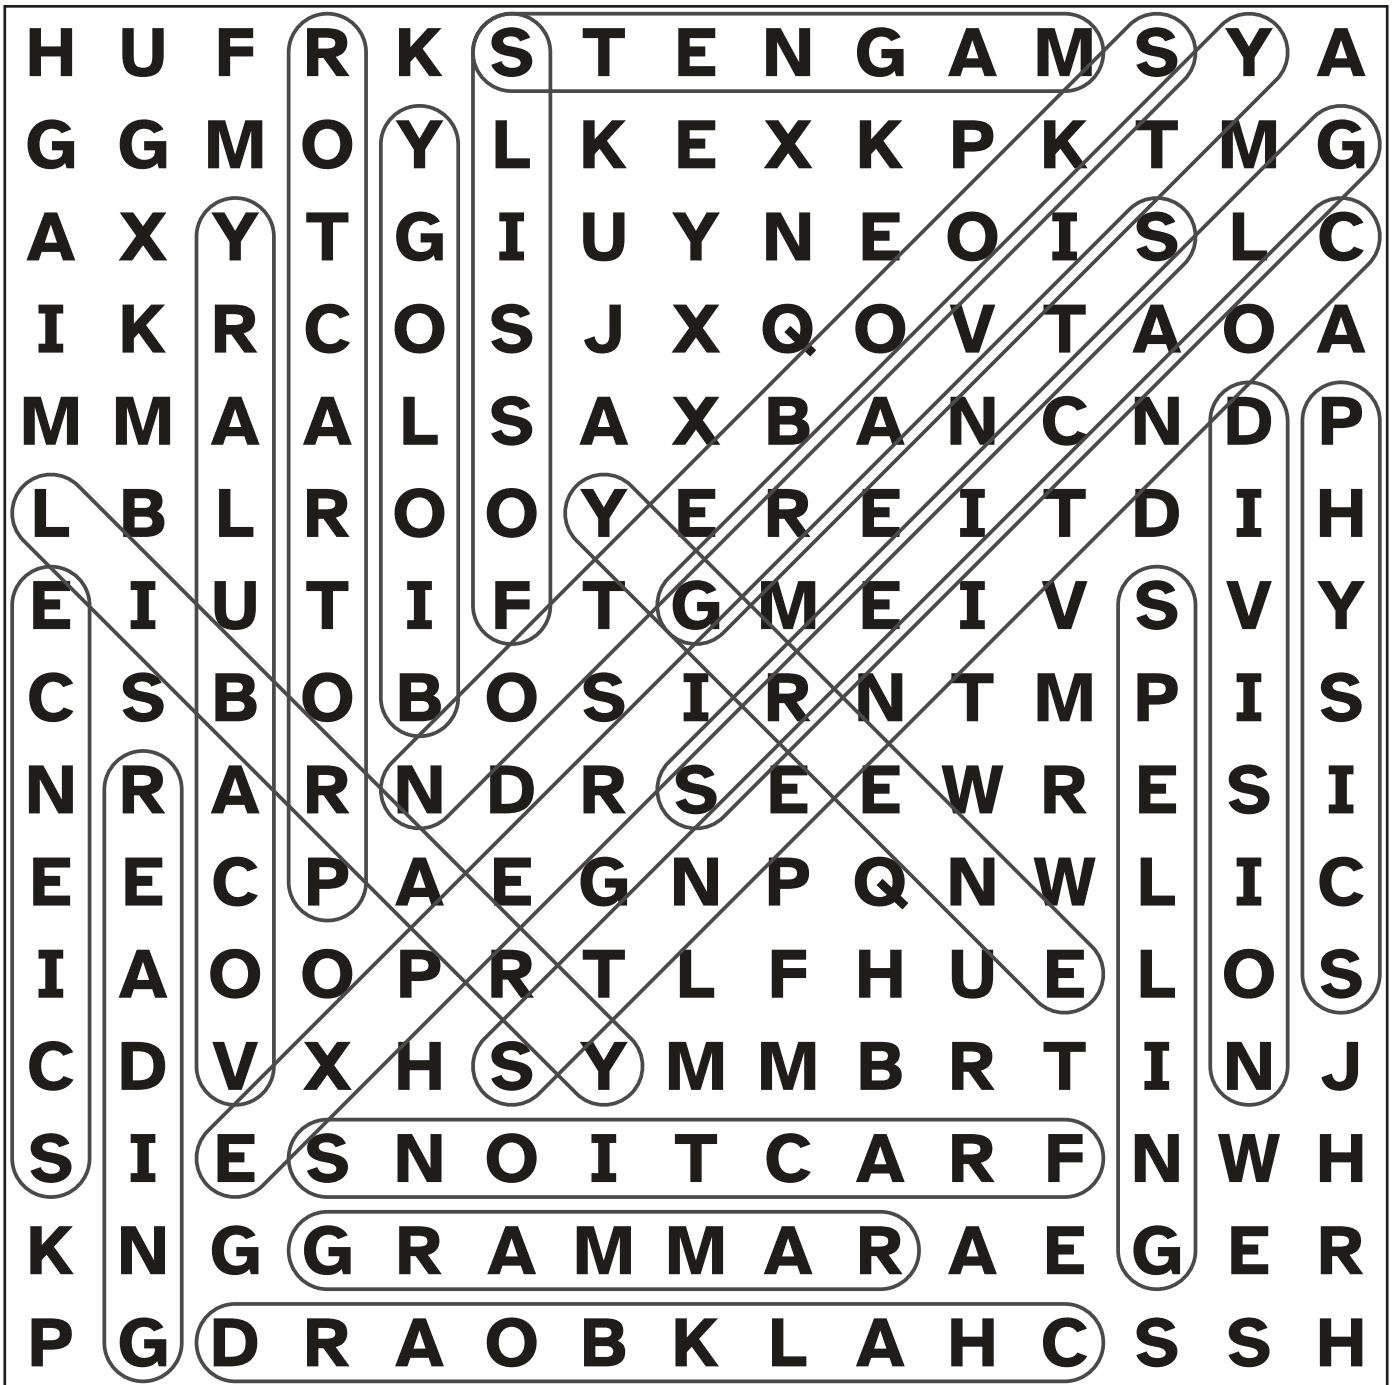 H U F R K S T E N G A M S Y A
G G M O Y L K E X K P K T M G
A X Y T G I U Y N E O I S L C
I K R C O S J X Q O V T A O A
M M A A L S A X B A N C N D P
L B L R O O Y E R E I T D I H
E I U T I F T G M E I V S V Y
C S B O B O S I R N T M P I S
N R A R N D R S E E W R E S I
E E C P A E G N P Q N W L I C
I A O O P R T L F H U E L O S
C D V X H S Y M M B R T I N J
S I E S N O I T C A R F N W H
K N G G R A M M A R A E G E R
P G D R A O B K L A H C S S H